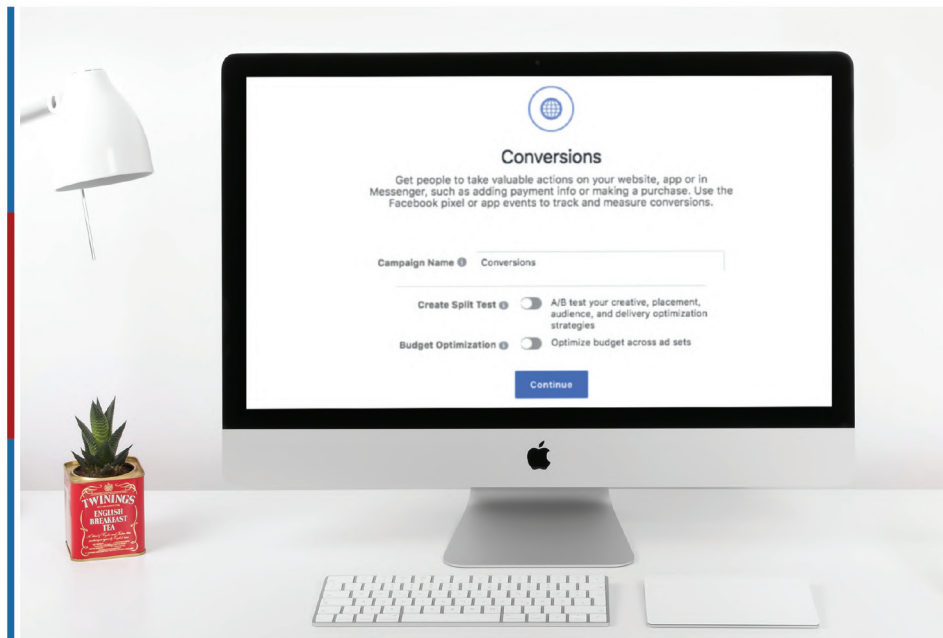 Conversions
Get people to take valuable actions on your website, app or in
Messenger, such as adding payment info or making a purchase. Use the
Facebook pixel or app events to track and measure conversions.
Campaign Name
Conversions
Create Split Test
A/B test your creative, placement,
audience, and delivery optimization
strategies
Budget Optimization
Optimize budget across ad sets
Continue
TWININGS
ENGLISH
BREAKFAST
TEA